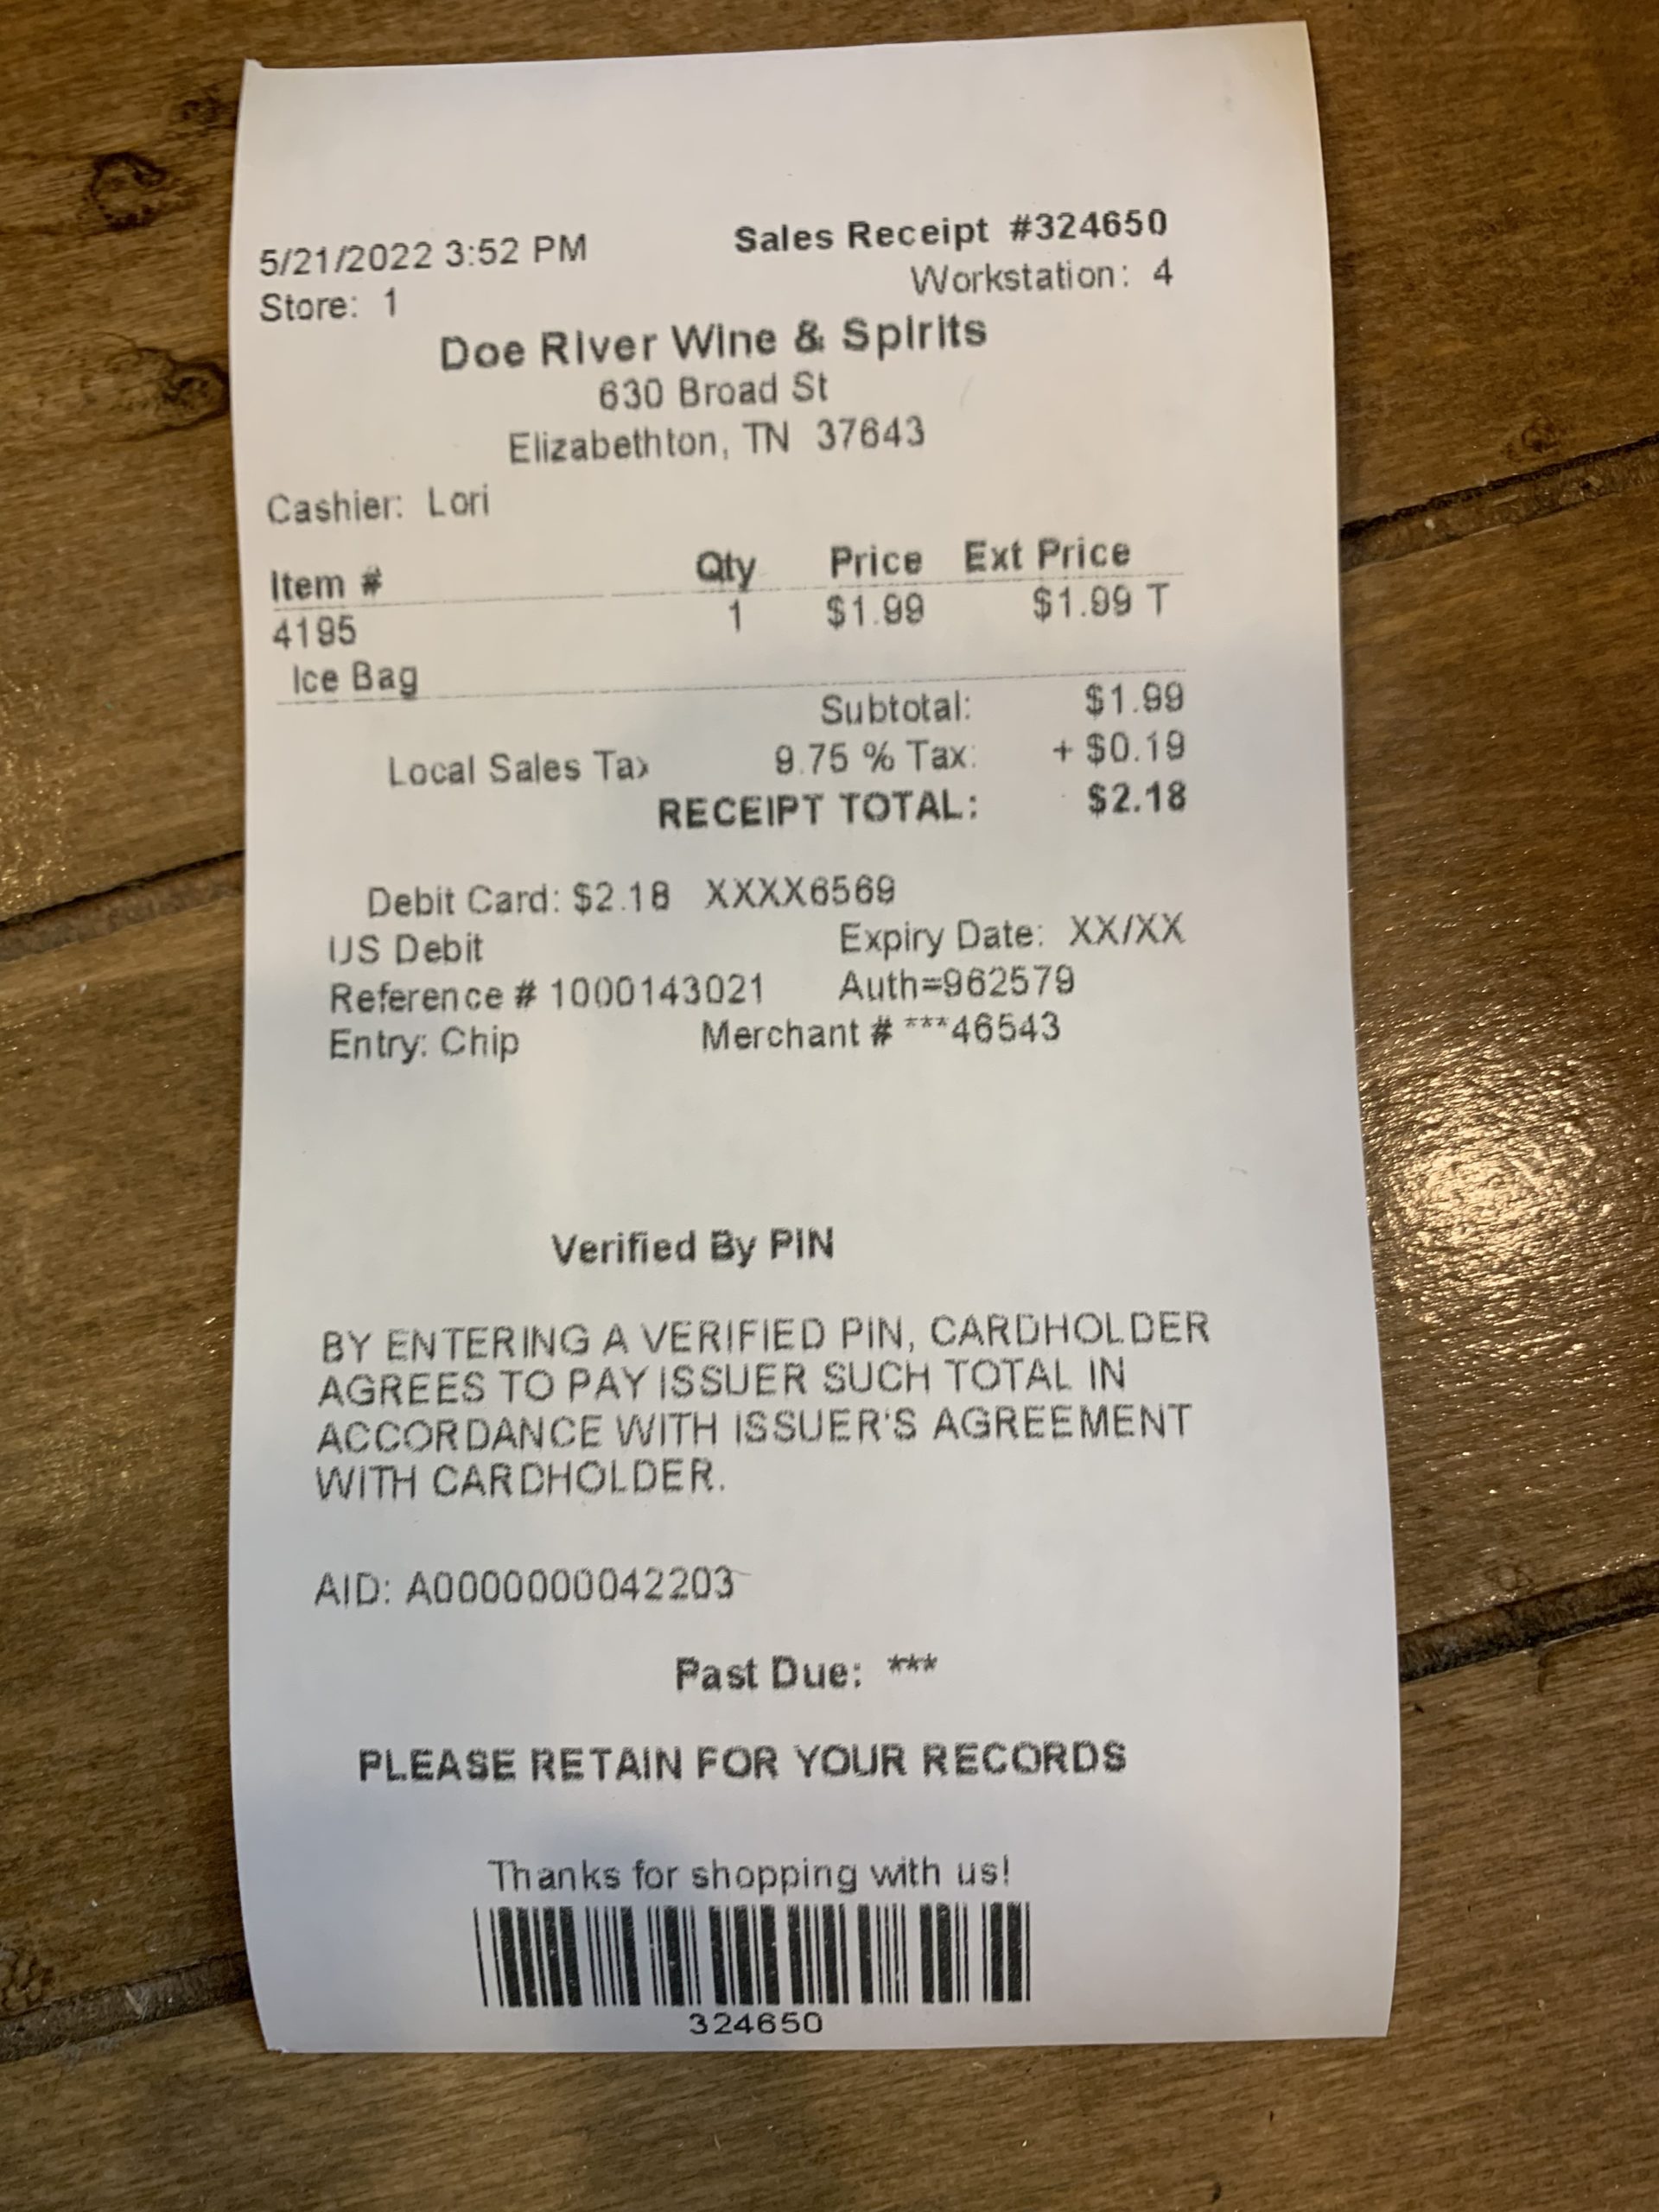 5/21/2022 3:52 PM Sales Receipt #324650
Store: 1 Workstation: 4
Doe River Wine & Spirits
630 Broad St
Elizabethton, TN 37643
Cashier: Lori
Item # Qty Price Ext Price
4195 1 $1.99 $1.99 T
Ice Bag
Subtotal: $1.99
Local Sales Tax 9.75 % Tax: + $0.19
RECEIPT TOTAL: $2.18
Debit Card: $2.18 XXXX6569
US Debit Expiry Date: XX/XX
Reference # 1000143021 Auth=962579
Entry: Chip Merchant # ***46543
Verified By PIN
BY ENTERING A VERIFIED PIN, CARDHOLDER
AGREES TO PAY ISSUER SUCH TOTAL IN
ACCORDANCE WITH ISSUER'S AGREEMENT
WITH CARDHOLDER.
AID: A0000000042203
Past Due: ***
PLEASE RETAIN FOR YOUR RECORDS
Thanks for shopping with us!
324650